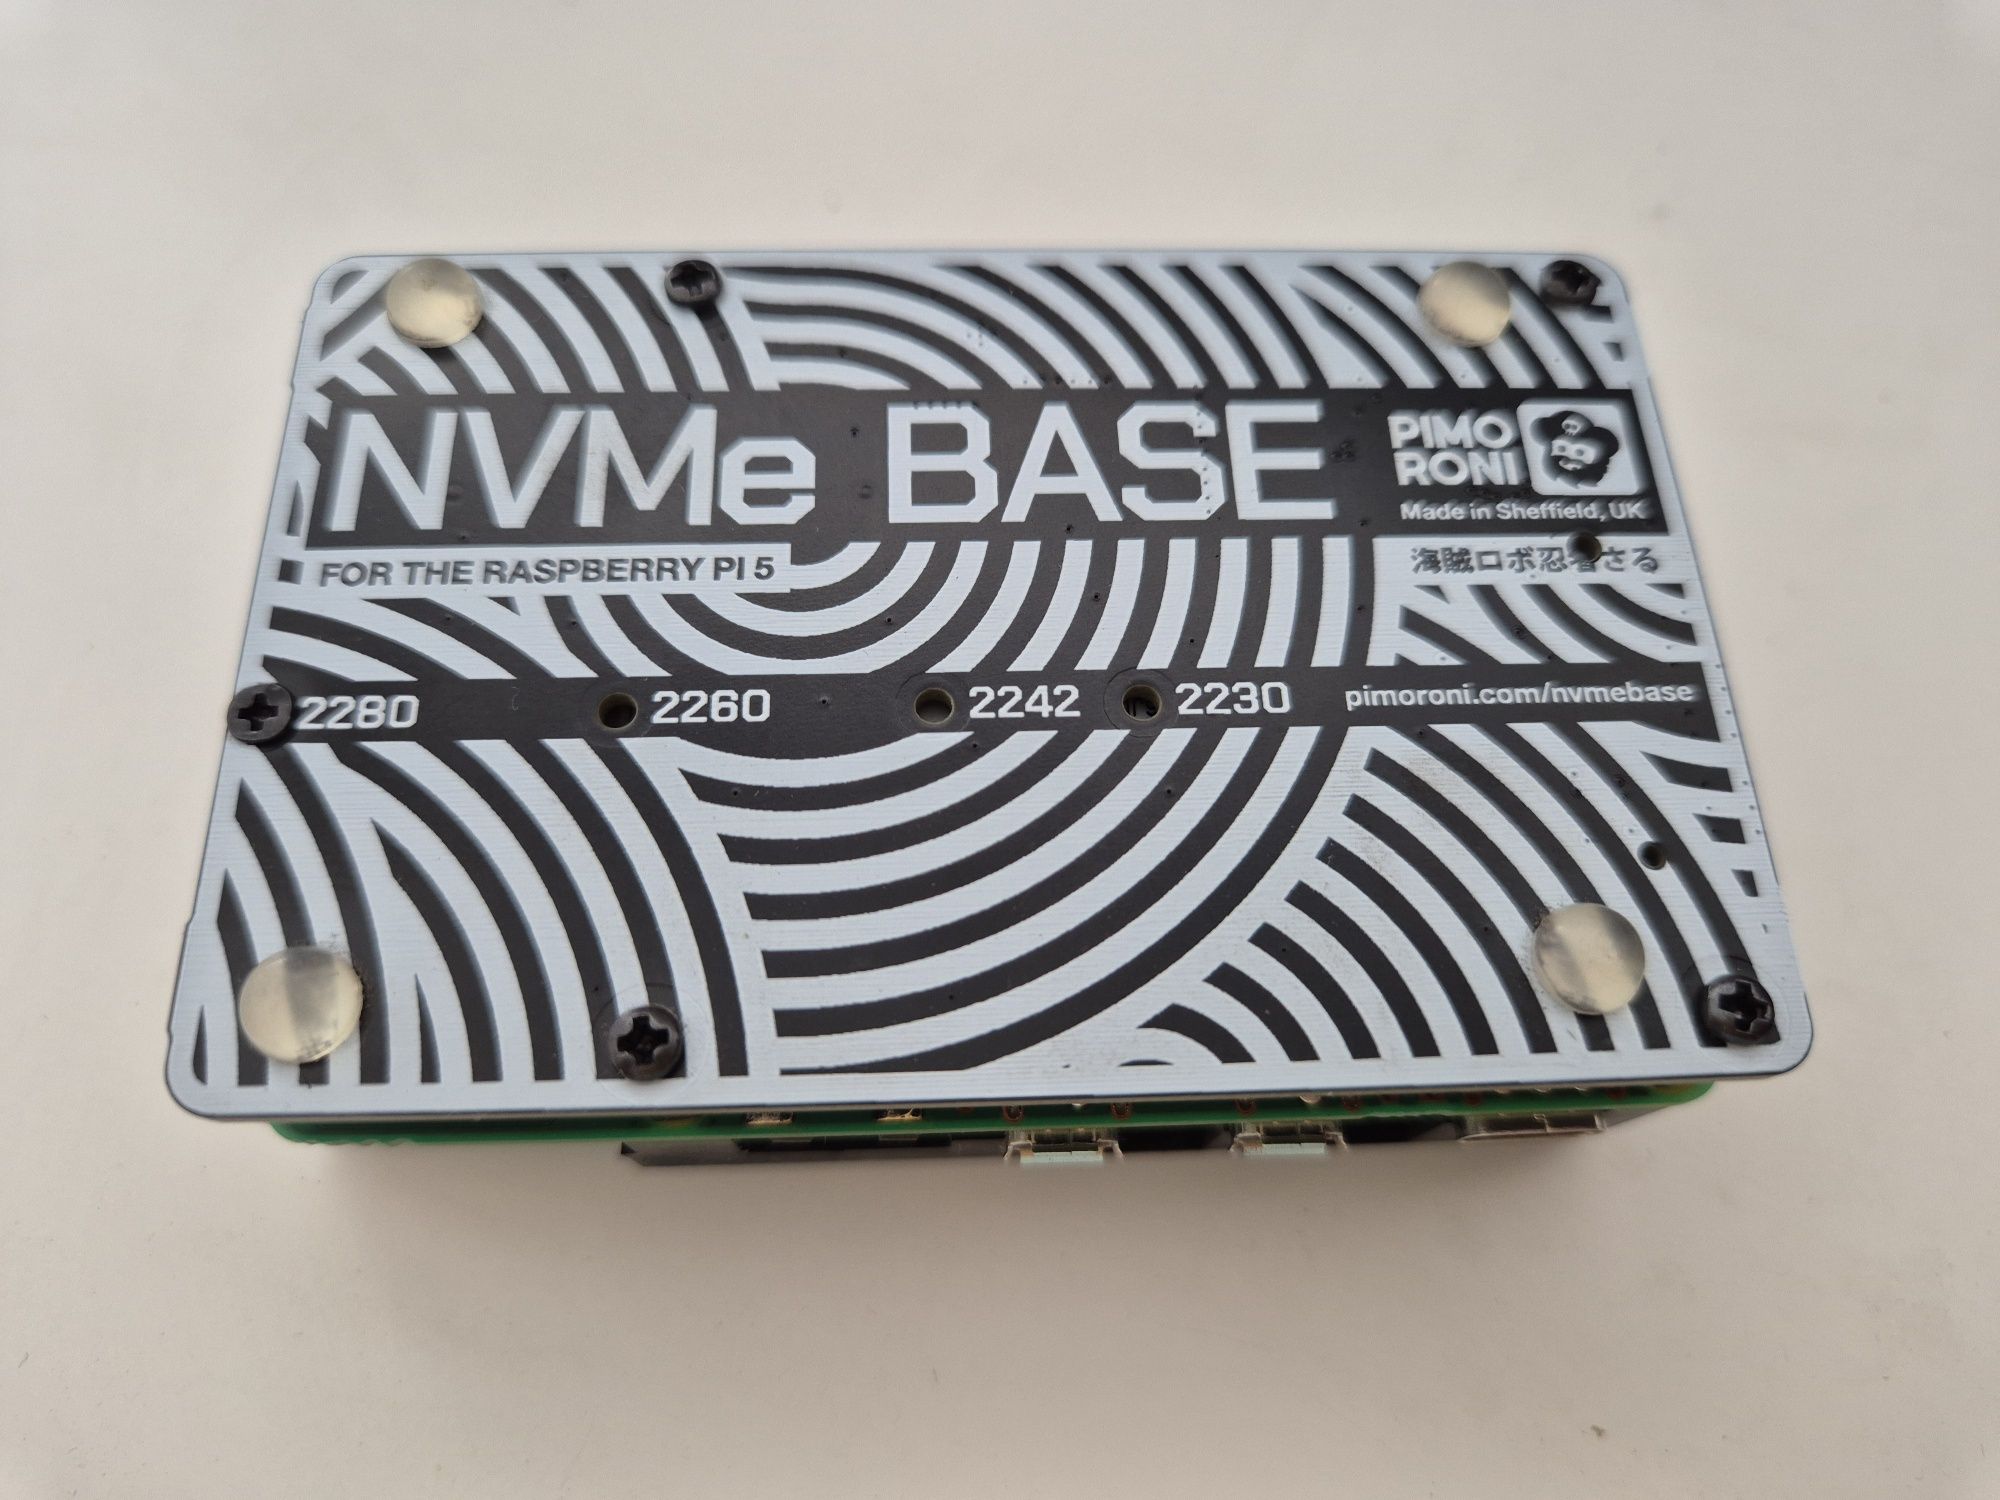 NVMe BASE
PIMO
RONI
Made in Sheffield, UK
FOR THE RASPBERRY PI 5
海賊ロボ忍者さる
2280 2260 2242 2230 pimoroni.com/nvmebase